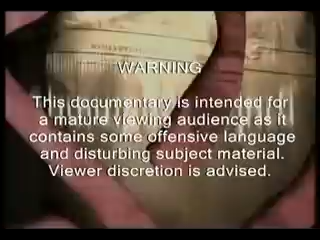 WARNING
This documentary is intended for
a mature viewing audience as it
contains some offensive language
and disturbing subject material.
Viewer discretion is advised.